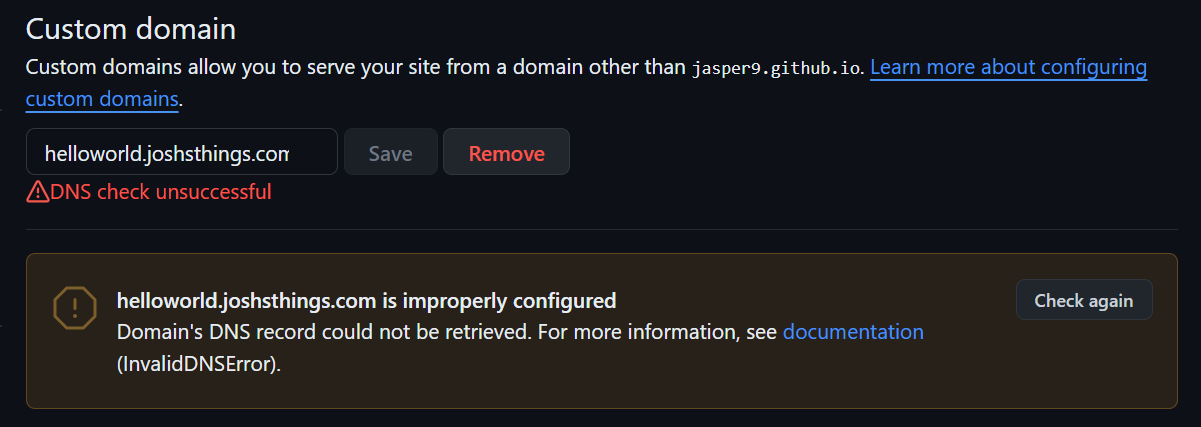 Custom domain
Custom domains allow you to serve your site from a domain other than jasper9.github.io. Learn more about configuring
custom domains.
helloworld.joshsthings.com Save Remove
DNS check unsuccessful
helloworld.joshsthings.com is improperly configured
Check again
Domain's DNS record could not be retrieved. For more information, see documentation
(InvalidDNSError).